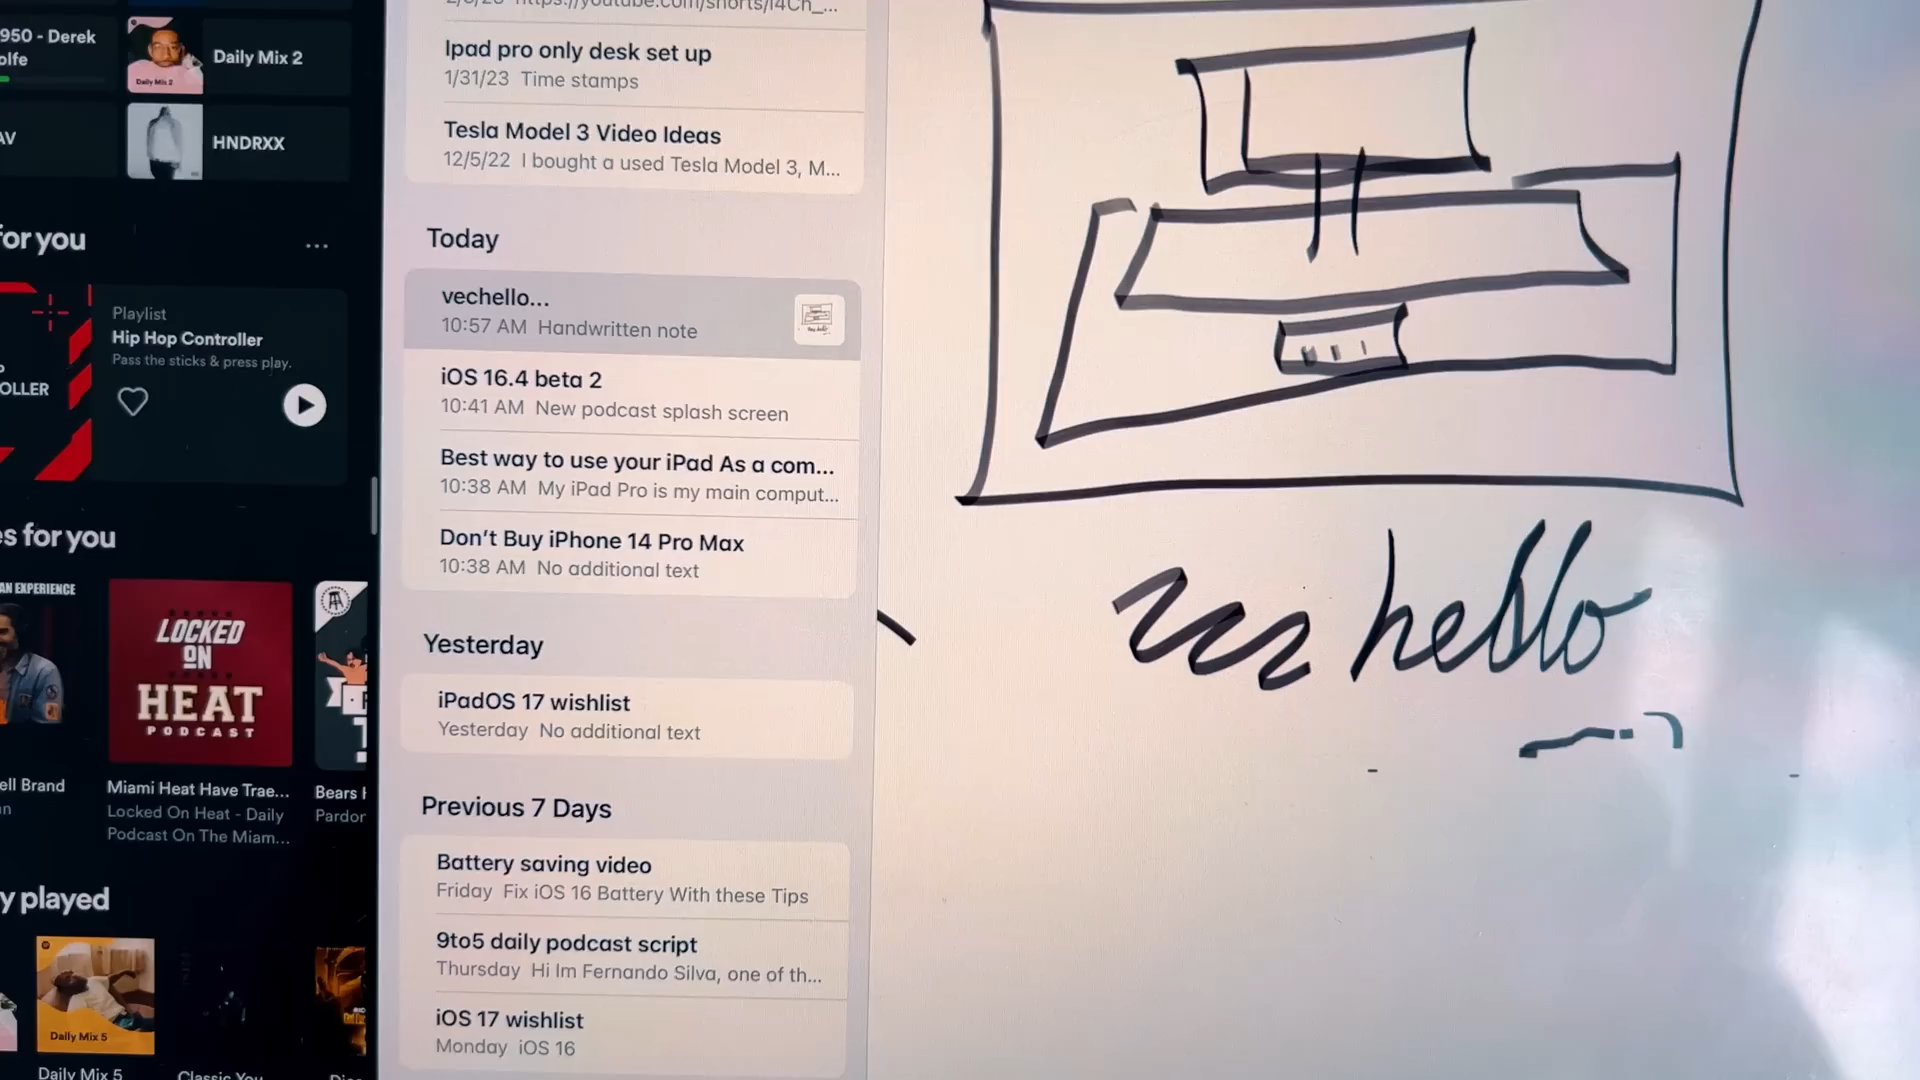 950 - Derek
olfe
Daily Mix 2
Daily Mix 2
AV
HNDRXX
for you
OLLER
Playlist
Hip Hop Controller
Pass the sticks & press play.
s for you
AN EXPERIENCE
LOCKED
ON
HEAT
PODCAST
ell Brand
Miami Heat Have Trae...
Locked On Heat - Daily
Podcast On The Miam...
Bears
Pardor
y played
Daily Mix 5
Daily Mix 5
Classic You
Ipad pro only desk set up
1/31/23 Time stamps
Tesla Model 3 Video Ideas
12/5/22 I bought a used Tesla Model 3, M...
Today
vechello...
10:57 AM Handwritten note
iOS 16.4 beta 2
10:41 AM New podcast splash screen
Best way to use your iPad As a com...
10:38 AM My iPad Pro is my main comput...
Don't Buy iPhone 14 Pro Max
10:38 AM No additional text
Yesterday
iPadOS 17 wishlist
Yesterday No additional text
Previous 7 Days
Battery saving video
Friday Fix iOS 16 Battery With these Tips
9to5 daily podcast script
Thursday Hi Im Fernando Silva, one of th...
iOS 17 wishlist
Monday iOS 16
hello